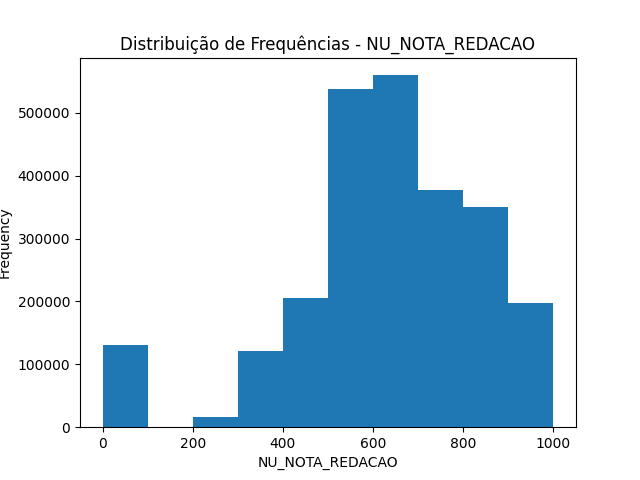 Distribuição de Frequências - NU_NOTA_REDACAO
500000
400000
300000
200000
100000
0
Frequency
0 200 400 600 800 1000
NU_NOTA_REDACAO